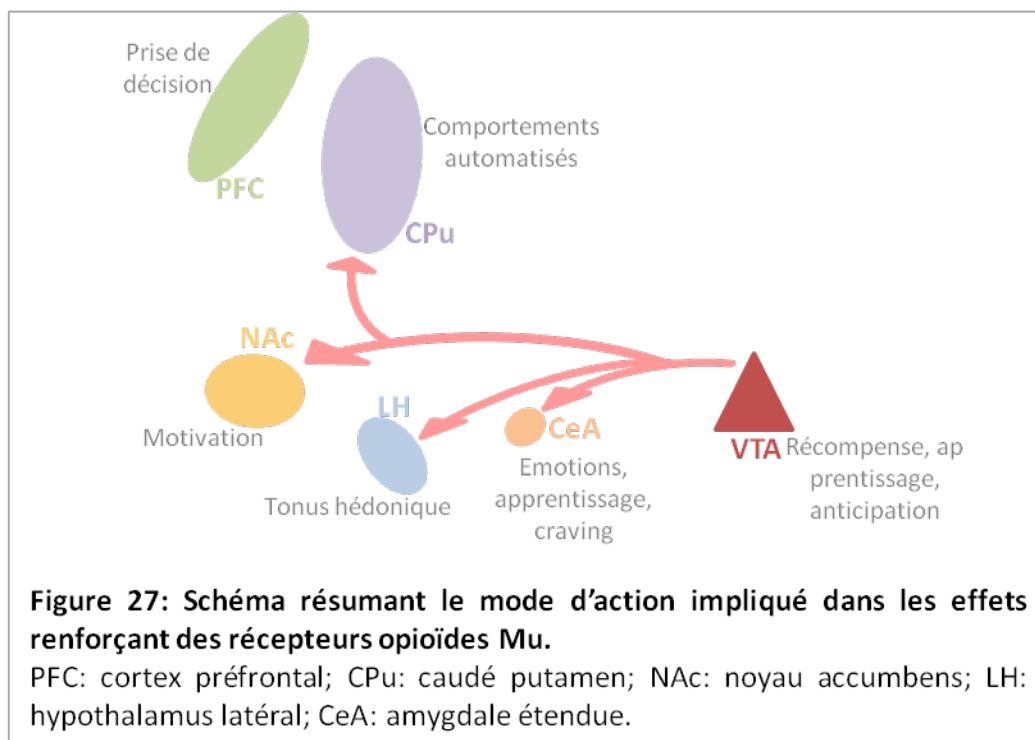 Prise de
décision
PFC
Comportements
automatisés
CPu
NAc
Motivation
LH
Tonus hédonique
CeA
Emotions,
apprentissage,
craving
VTA
Récompense, ap
prentissage,
anticipation
Figure 27: Schéma résumant le mode d’action impliqué dans les effets
renforçant des récepteurs opioïdes Mu.
PFC: cortex préfrontal; CPu: caudé putamen; NAc: noyau accumbens; LH:
hypothalamus latéral; CeA: amygdale étendue.